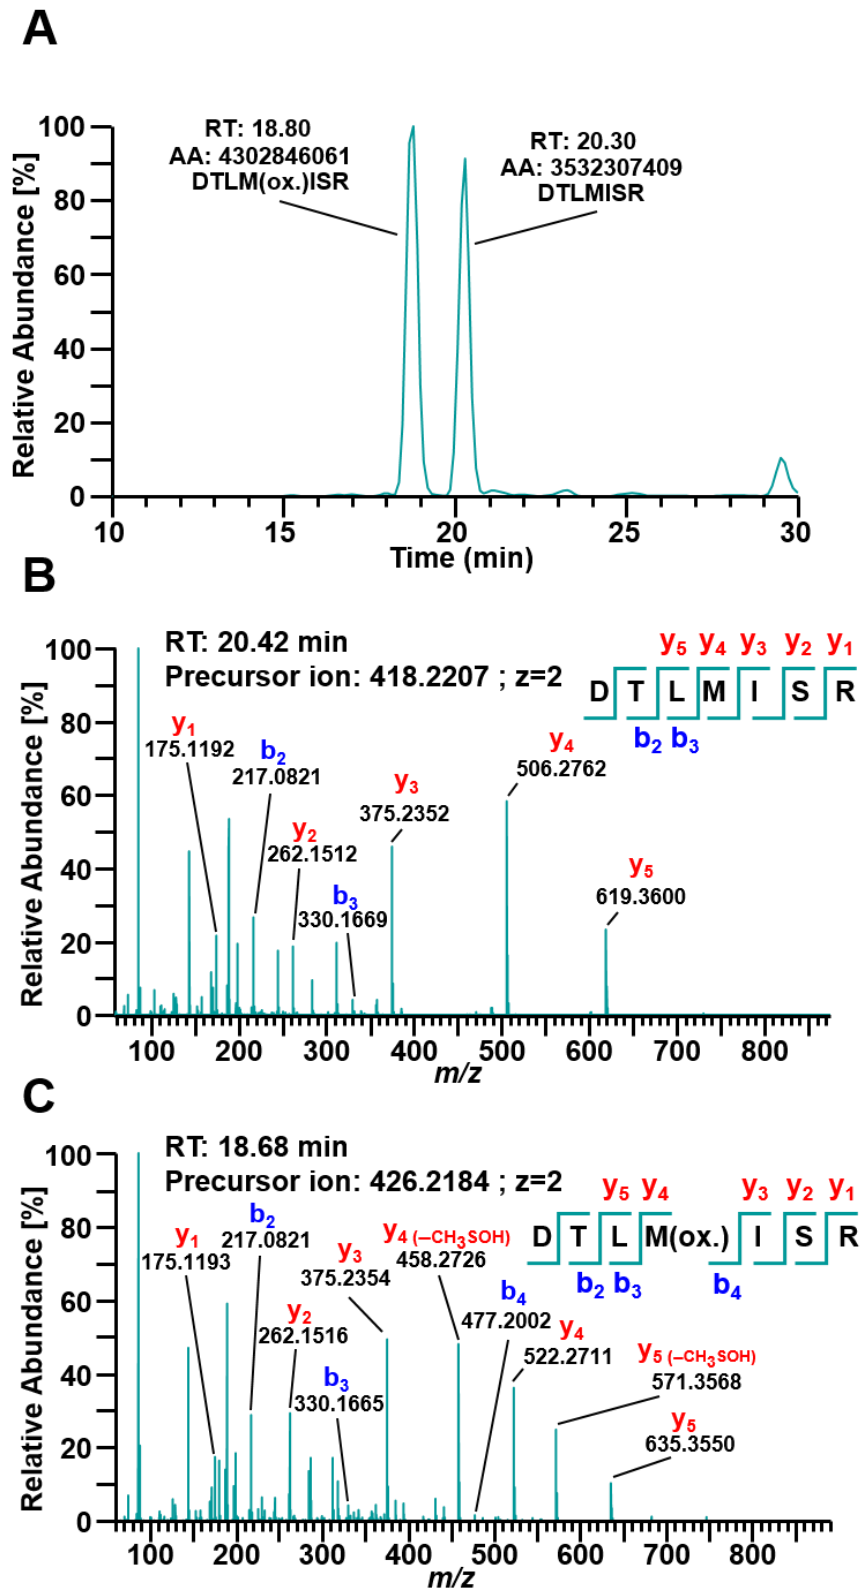 A
Relative Abundance [%]
100
80
60
40
20
0
RT: 18.80
AA: 4302846061
DTLM(ox.)ISR
RT: 20.30
AA: 3532307409
DTLMISR
10 15 20 25 30
Time (min)
B
Relative Abundance [%]
100
80
60
40
20
0
RT: 20.42 min
Precursor ion: 418.2207 ; z=2
y5 y4 y3 y2 y1
D T L M I S R
b2 b3
y1
175.1192
b2
217.0821
y2
262.1512
b3
330.1669
y3
375.2352
y4
506.2762
y5
619.3600
100 200 300 400 500 600 700 800
m/z
C
Relative Abundance [%]
100
80
60
40
20
0
RT: 18.68 min
Precursor ion: 426.2184 ; z=2
y5 y4 y3 y2 y1
D T L M(ox.) I S R
b2 b3 b4
y1
175.1193
b2
217.0821
y2
262.1516
b3
330.1665
y3
375.2354
y4 (–CH3SOH)
458.2726
b4
477.2002
y4
522.2711
y5 (–CH3SOH)
571.3568
y5
635.3550
100 200 300 400 500 600 700 800
m/z